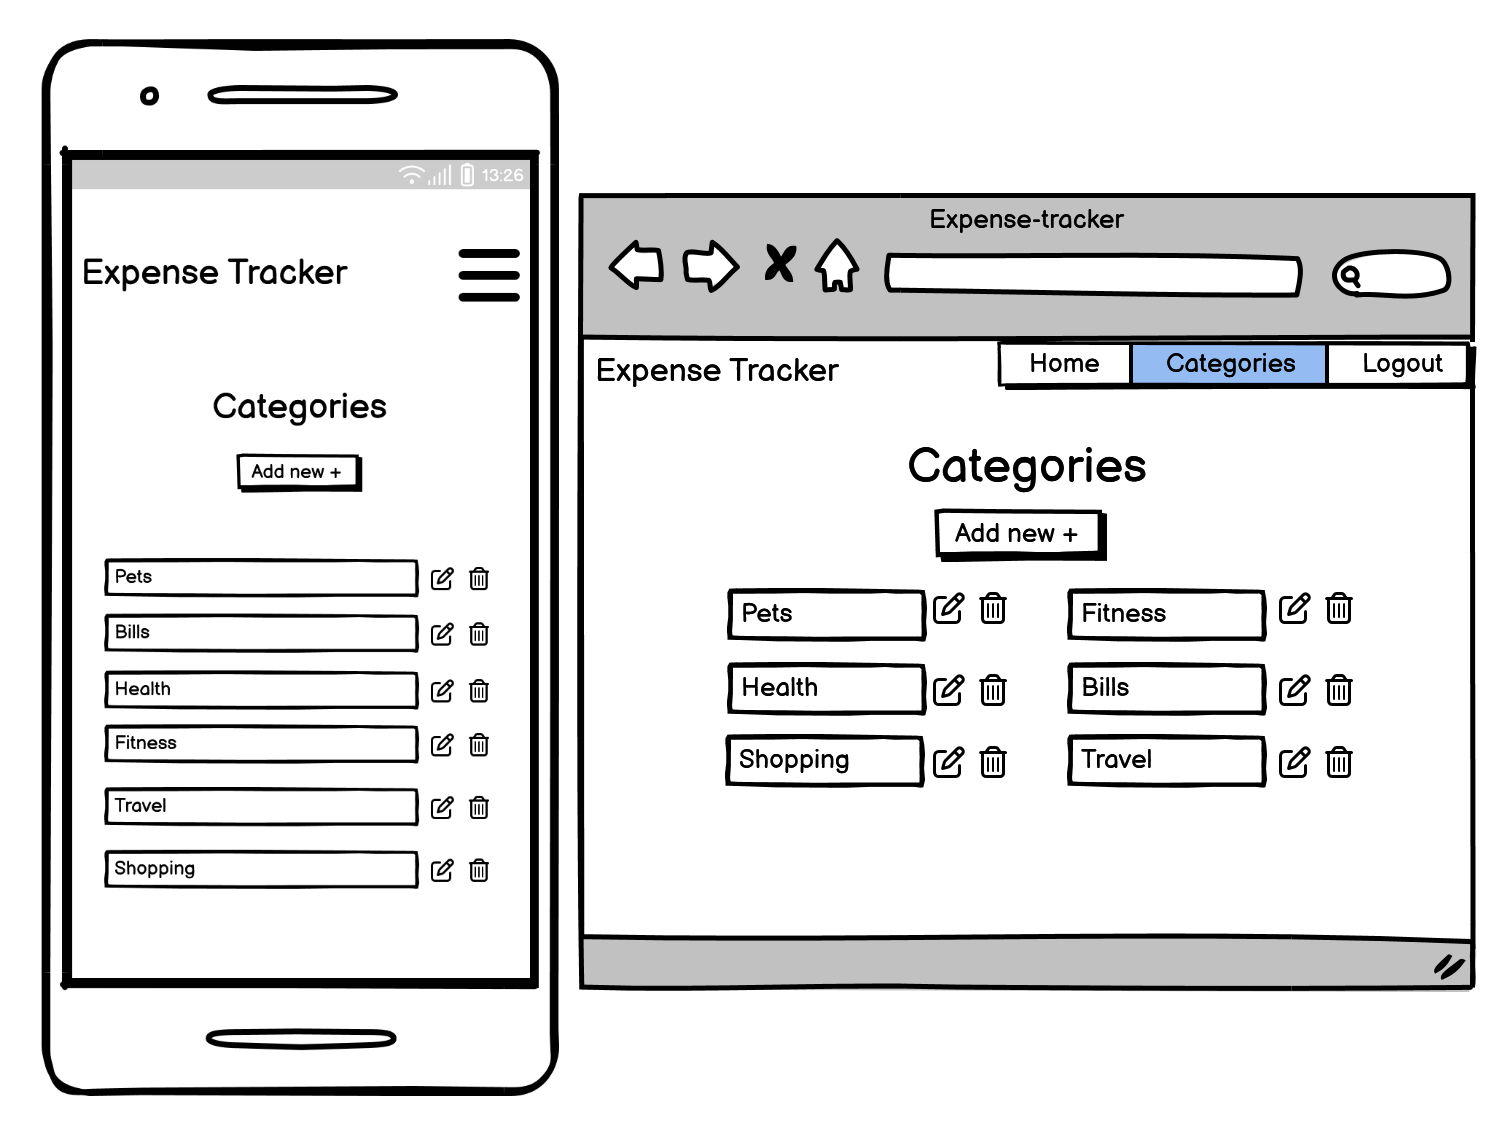 13:26
Expense Tracker
Categories
Add new +
Pets
Bills
Health
Fitness
Travel
Shopping
Expense-tracker
Expense Tracker
Home
Categories
Logout
Categories
Add new +
Pets
Fitness
Health
Bills
Shopping
Travel